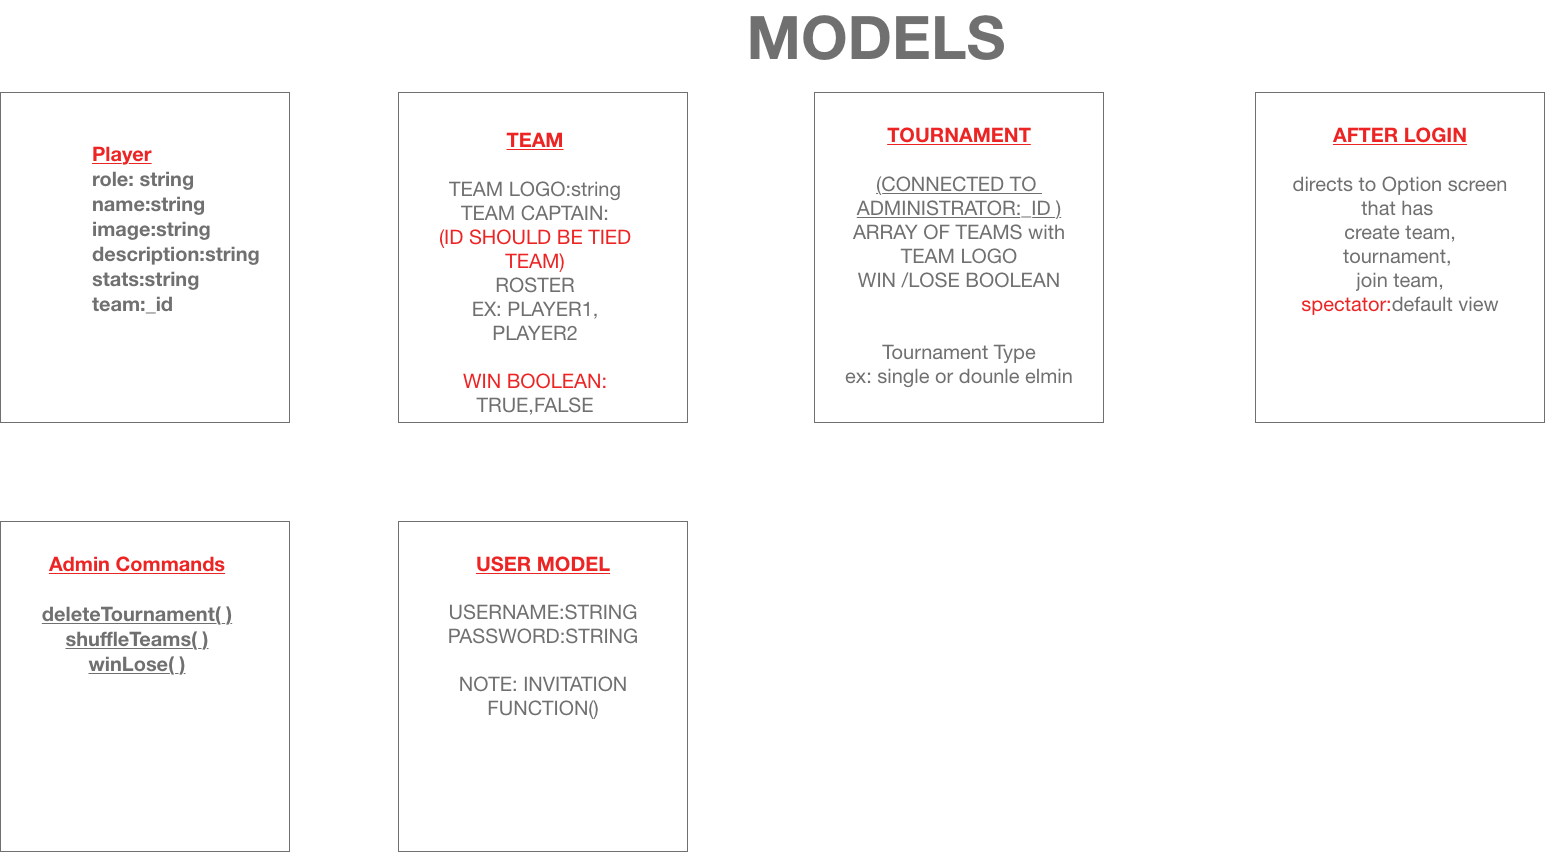 MODELS
Player
role: string
name:string
image:string
description:string
stats:string
team:_id
TEAM
TEAM LOGO:string
TEAM CAPTAIN:
(ID SHOULD BE TIED
TEAM)
ROSTER
EX: PLAYER1,
PLAYER2
WIN BOOLEAN:
TRUE,FALSE
TOURNAMENT
(CONNECTED TO
ADMINISTRATOR:_ID )
ARRAY OF TEAMS with
TEAM LOGO
WIN /LOSE BOOLEAN
Tournament Type
ex: single or dounle elmin
AFTER LOGIN
directs to Option screen
that has
create team,
tournament,
join team,
spectator:default view
Admin Commands
deleteTournament( )
shuffleTeams( )
winLose( )
USER MODEL
USERNAME:STRING
PASSWORD:STRING
NOTE: INVITATION
FUNCTION()